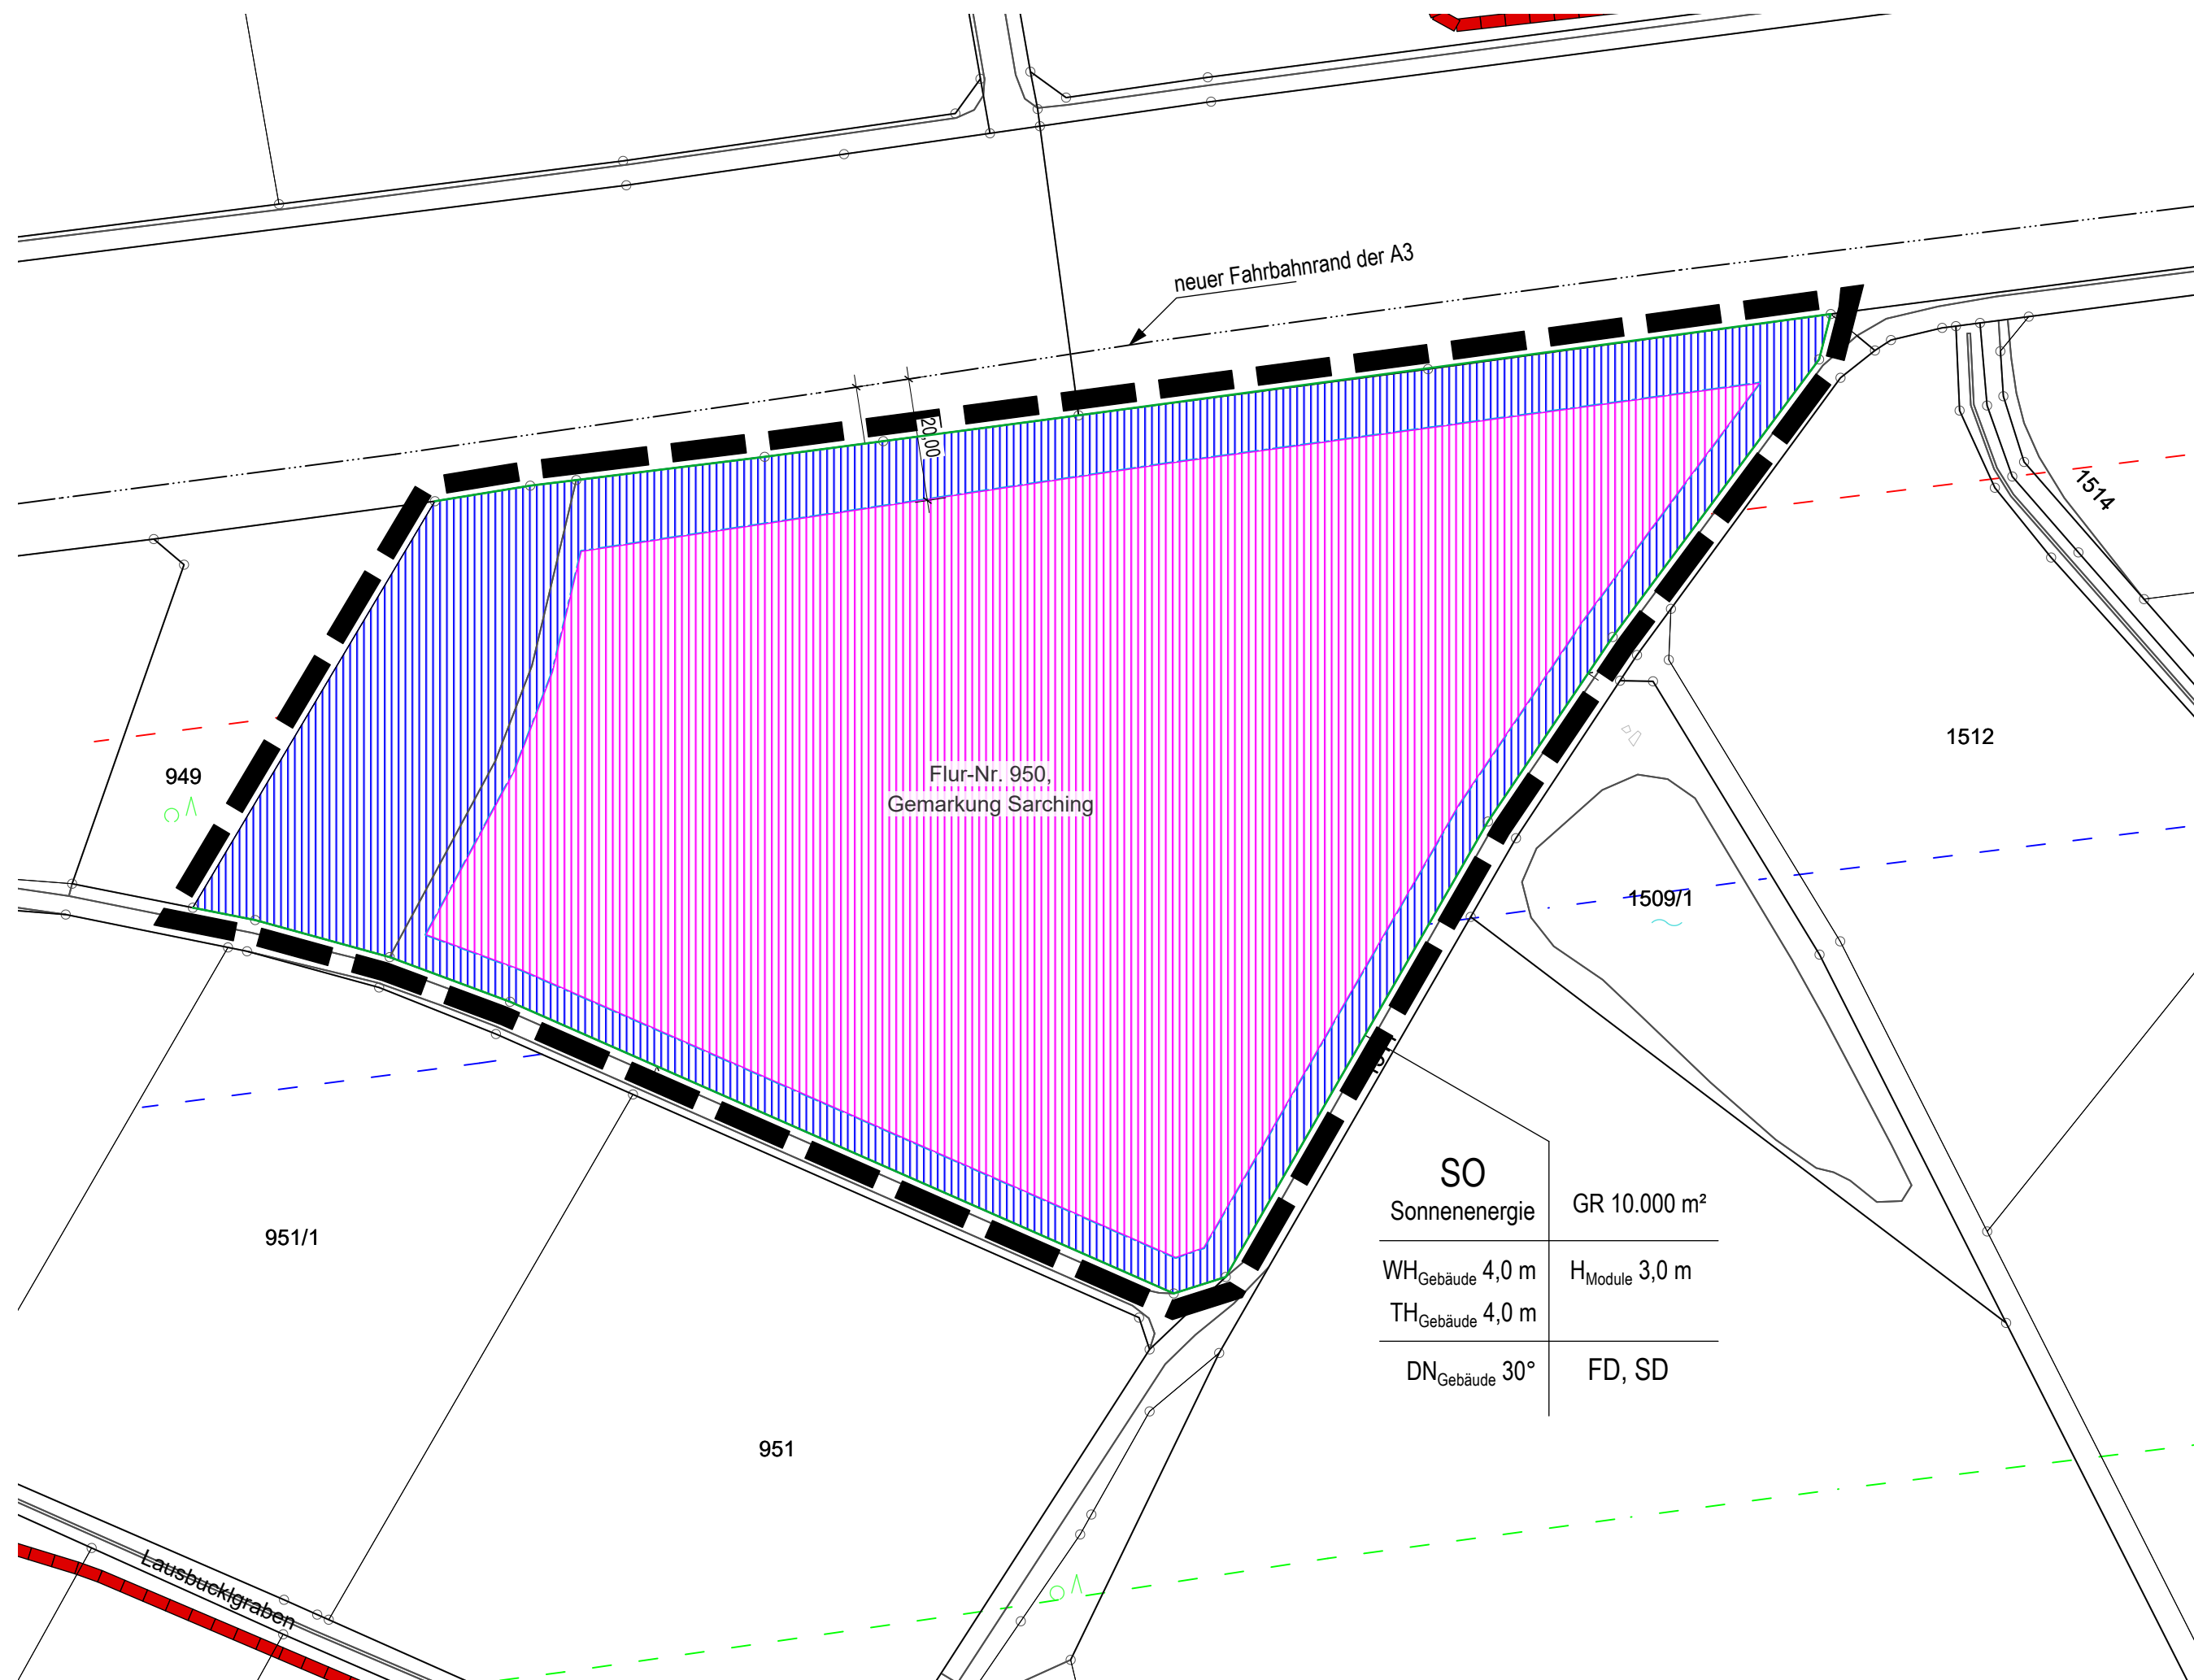 neuer Fahrbahnrand der A3
20,00
1514
1512
949
Flur-Nr. 950,
Gemarkung Sarching
1509/1
SO
Sonnenenergie
GR 10.000 m²
WHGebäude 4,0 m
HModule 3,0 m
THGebäude 4,0 m
DNGebäude 30°
FD, SD
951/1
951
Lausbucklgraben